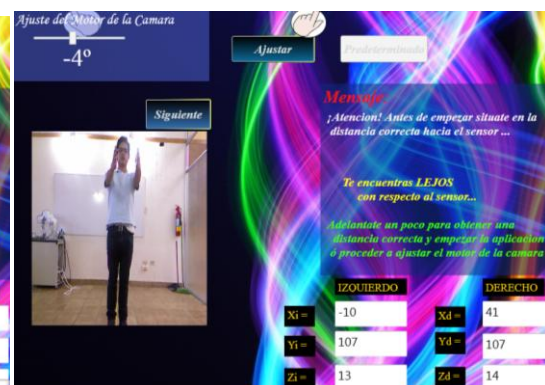 Ajuste del Motor de la Camara
-4º
Ajustar
Predeterminado
Siguiente
Mensaje
¡Atencion! Antes de empezar situate en la
distancia correcta hacia el sensor ...
Te encuentras LEJOS
con respecto al sensor...
Adelantate un poco para obtener una
distancia correcta y empezar la aplicacion
ó proceder a ajustar el motor de la camara
IZQUIERDO
DERECHO
Xi = -10
Xd = 41
Yi = 107
Yd = 107
Zi = 13
Zd = 14